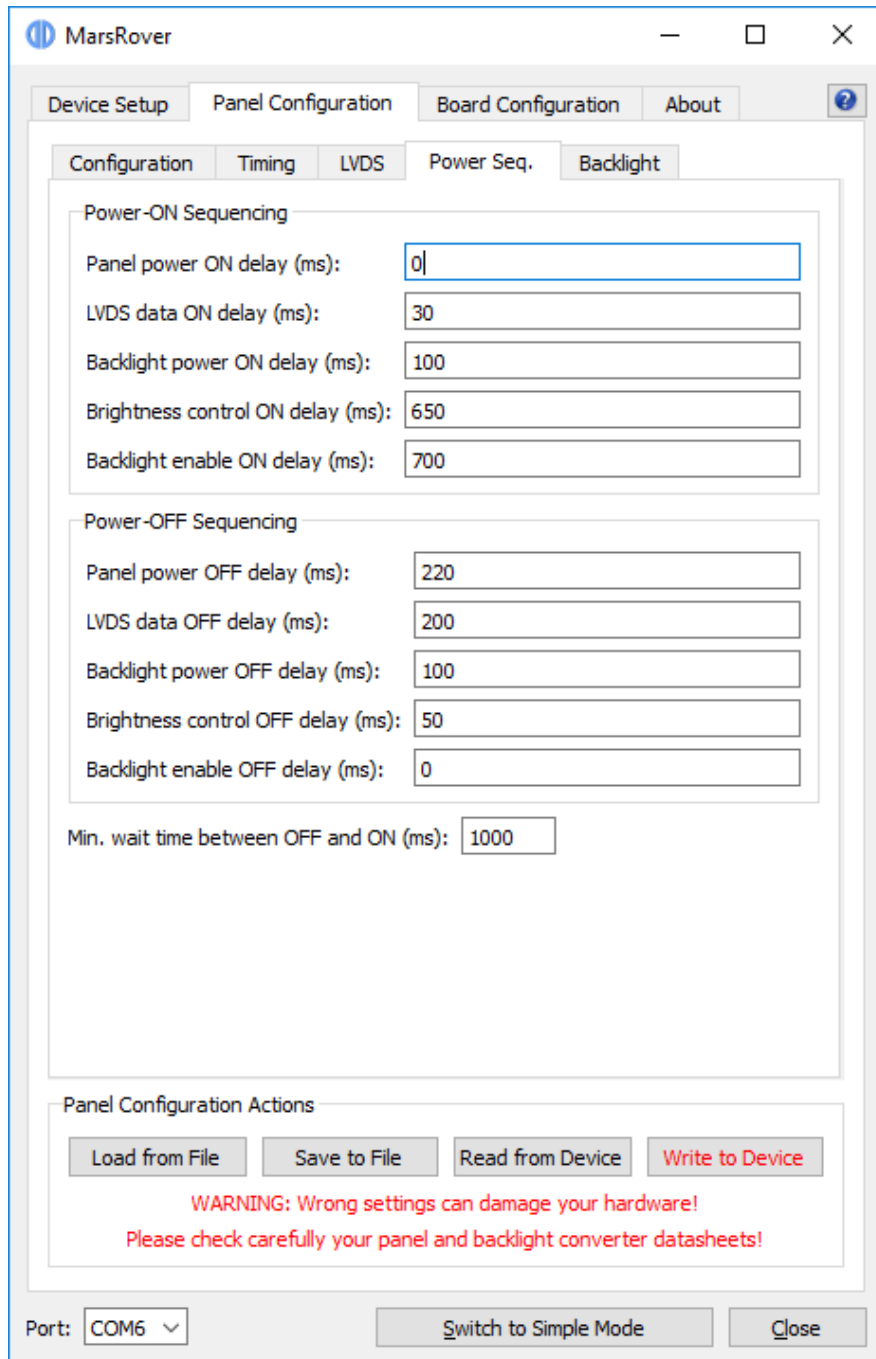 MarsRover
Device Setup Panel Configuration Board Configuration About ?
Configuration Timing LVDS Power Seq. Backlight
Power-ON Sequencing
Panel power ON delay (ms): 0
LVDS data ON delay (ms): 30
Backlight power ON delay (ms): 100
Brightness control ON delay (ms): 650
Backlight enable ON delay (ms): 700
Power-OFF Sequencing
Panel power OFF delay (ms): 220
LVDS data OFF delay (ms): 200
Backlight power OFF delay (ms): 100
Brightness control OFF delay (ms): 50
Backlight enable OFF delay (ms): 0
Min. wait time between OFF and ON (ms): 1000
Panel Configuration Actions
Load from File Save to File Read from Device Write to Device
WARNING: Wrong settings can damage your hardware!
Please check carefully your panel and backlight converter datasheets!
Port: COM6 Switch to Simple Mode Close